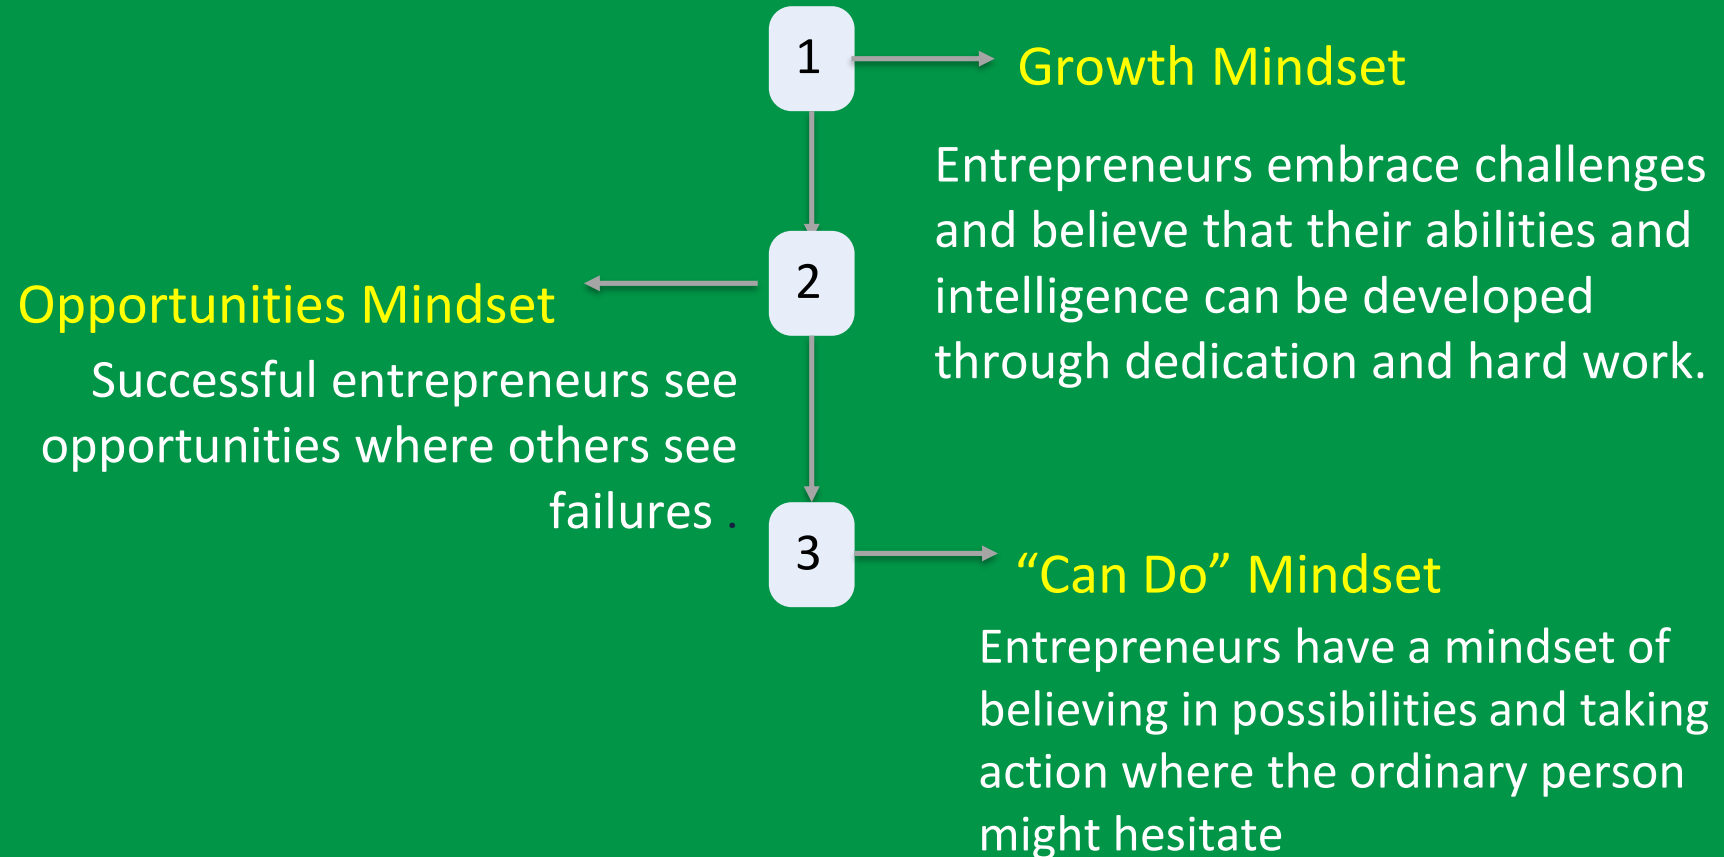 1
Growth Mindset
Entrepreneurs embrace challenges
and believe that their abilities and
intelligence can be developed
through dedication and hard work.
2
Opportunities Mindset
Successful entrepreneurs see
opportunities where others see
failures .
3
“Can Do” Mindset
Entrepreneurs have a mindset of
believing in possibilities and taking
action where the ordinary person
might hesitate